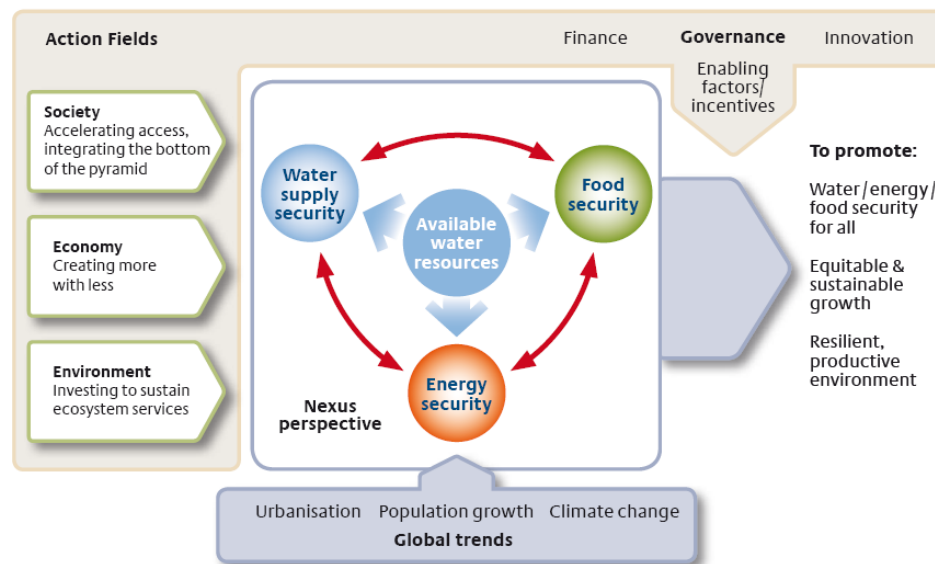 Action Fields
Finance
Governance
Innovation
Enabling
factors/
incentives
Society
Accelerating access,
integrating the bottom
of the pyramid
Economy
Creating more
with less
Environment
Investing to sustain
ecosystem services
Water
supply
security
Food
security
Available
water
resources
Energy
security
Nexus
perspective
To promote:
Water/energy/
food security
for all
Equitable &
sustainable
growth
Resilient,
productive
environment
Urbanisation
Population growth
Climate change
Global trends